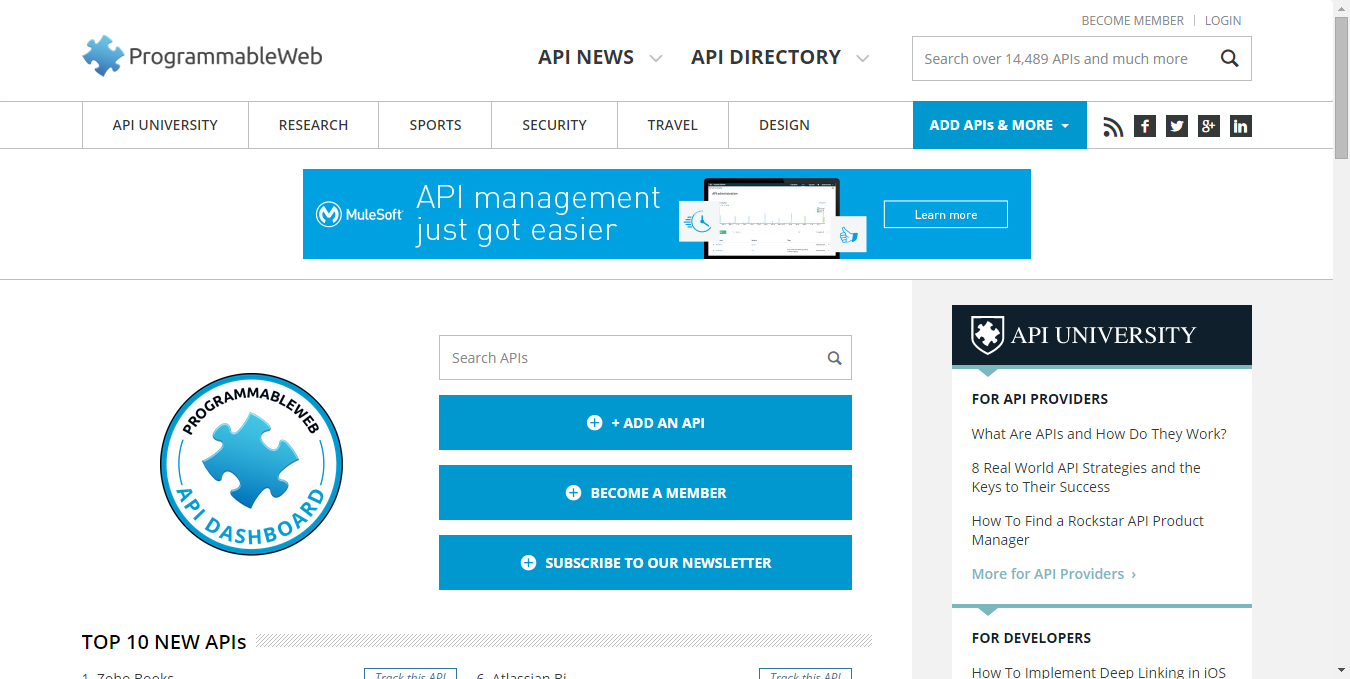 BECOME MEMBER | LOGIN
ProgrammableWeb
API NEWS
API DIRECTORY
Search over 14,489 APIs and much more
API UNIVERSITY
RESEARCH
SPORTS
SECURITY
TRAVEL
DESIGN
ADD APIs & MORE
MuleSoft
API management
just got easier
Learn more
Search APIs
+ ADD AN API
BECOME A MEMBER
SUBSCRIBE TO OUR NEWSLETTER
PROGRAMMABLEWEB
API DASHBOARD
TOP 10 NEW APIs
1. Zoho Books
Track this API
6. Atlassian Bi
Track this API
API UNIVERSITY
FOR API PROVIDERS
What Are APIs and How Do They Work?
8 Real World API Strategies and the
Keys to Their Success
How To Find a Rockstar API Product
Manager
More for API Providers ›
FOR DEVELOPERS
How To Implement Deep Linking in iOS